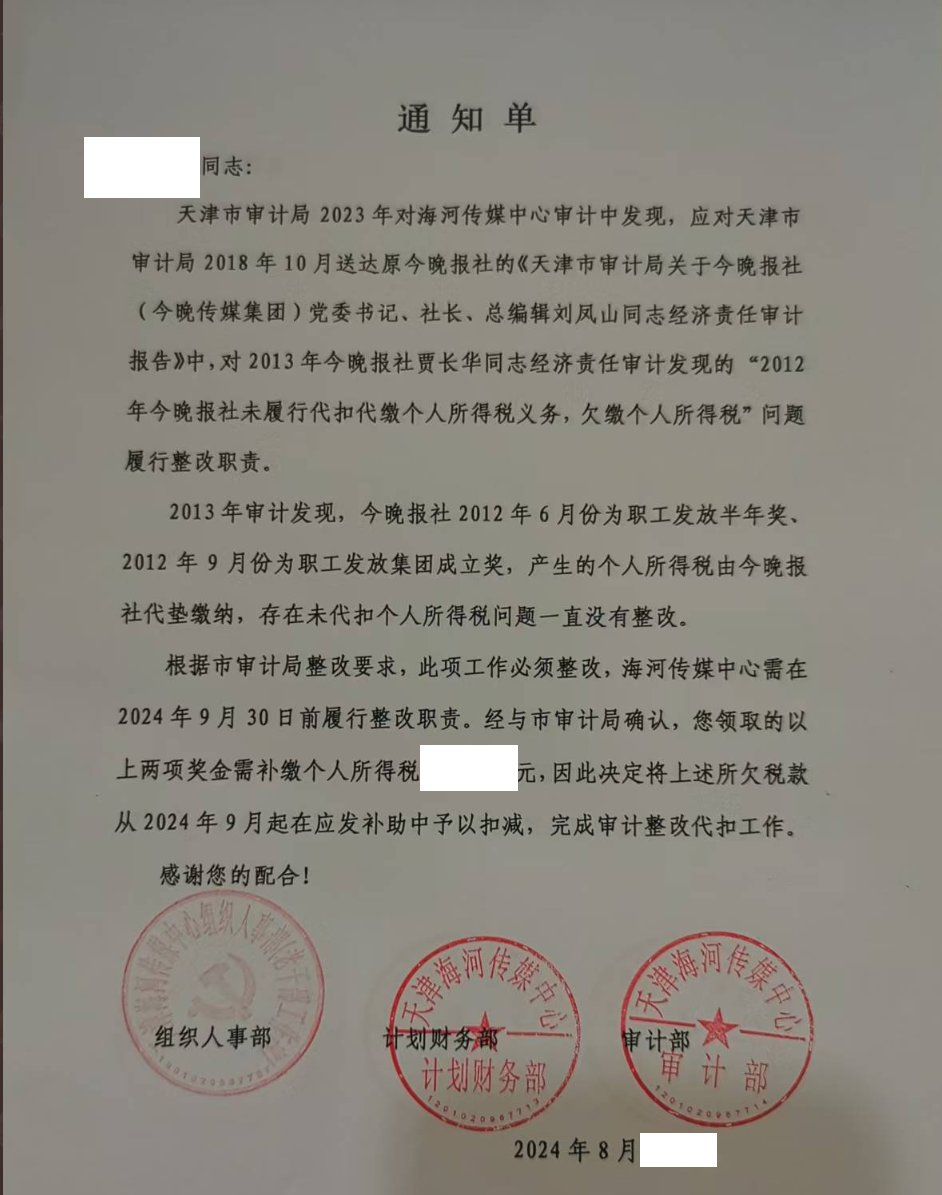 通知单
同志：
天津市审计局 2023 年对海河传媒中心审计中发现，应对天津市
审计局 2018 年 10 月送达原今晚报社的《天津市审计局关于今晚报社
（今晚传媒集团）党委书记、社长、总编辑刘凤山同志经济责任审计
报告》中，对 2013 年今晚报社贾长华同志经济责任审计发现的“2012
年今晚报社未履行代扣代缴个人所得税义务，欠缴个人所得税”问题
履行整改职责。
2013 年审计发现，今晚报社 2012 年 6 月份为职工发放半年奖、
2012 年 9 月份为职工发放集团成立奖，产生的个人所得税由今晚报
社代垫缴纳，存在未代扣个人所得税问题一直没有整改。
根据市审计局整改要求，此项工作必须整改，海河传媒中心需在
2024 年 9 月 30 日前履行整改职责。经与市审计局确认，您领取的以
上两项奖金需补缴个人所得税 元，因此决定将上述所欠税款
从 2024 年 9 月起在应发补助中予以扣减，完成审计整改代扣工作。
感谢您的配合！
组织人事部 计划财务部 审计部
天津海河传媒中心
计划财务部
1201020967713
天津海河传媒中心
审计部
1201020967714
2024 年 8 月